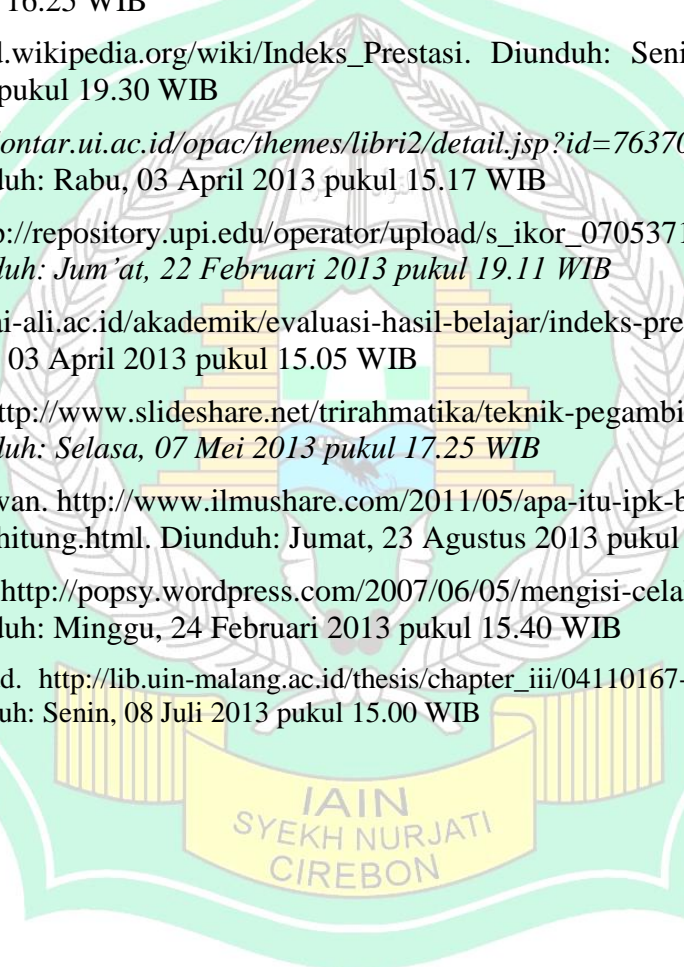 16.25 WIB
d.wikipedia.org/wiki/Indeks_Prestasi. Diunduh: Seni
pukul 19.30 WIB
ontar.ui.ac.id/opac/themes/libri2/detail.jsp?id=76370
duh: Rabu, 03 April 2013 pukul 15.17 WIB
p://repository.upi.edu/operator/upload/s_ikor_0705371
duh: Jum’at, 22 Februari 2013 pukul 19.11 WIB
ai-ali.ac.id/akademik/evaluasi-hasil-belajar/indeks-pre
03 April 2013 pukul 15.05 WIB
ttp://www.slideshare.net/trirahmatika/teknik-pegambi
duh: Selasa, 07 Mei 2013 pukul 17.25 WIB
wan. http://www.ilmushare.com/2011/05/apa-itu-ipk-b
hitung.html. Diunduh: Jumat, 23 Agustus 2013 pukul
http://popsy.wordpress.com/2007/06/05/mengisi-cela
duh: Minggu, 24 Februari 2013 pukul 15.40 WIB
d. http://lib.uin-malang.ac.id/thesis/chapter_iii/04110167-
uh: Senin, 08 Juli 2013 pukul 15.00 WIB
IAIN
SYEKH NURJATI
CIREBON